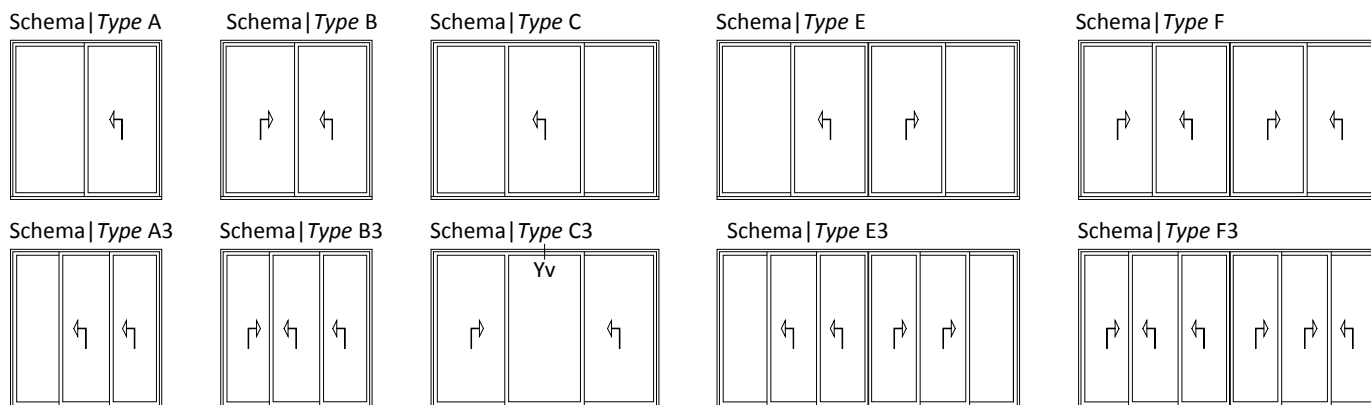 Schema|Type A
Schema|Type B
Schema|Type C
Schema|Type E
Schema|Type F
Schema|Type A3
Schema|Type B3
Schema|Type C3
Yv
Schema|Type E3
Schema|Type F3